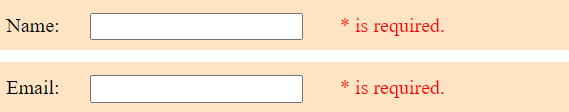 Name: * is required.
Email: * is required.